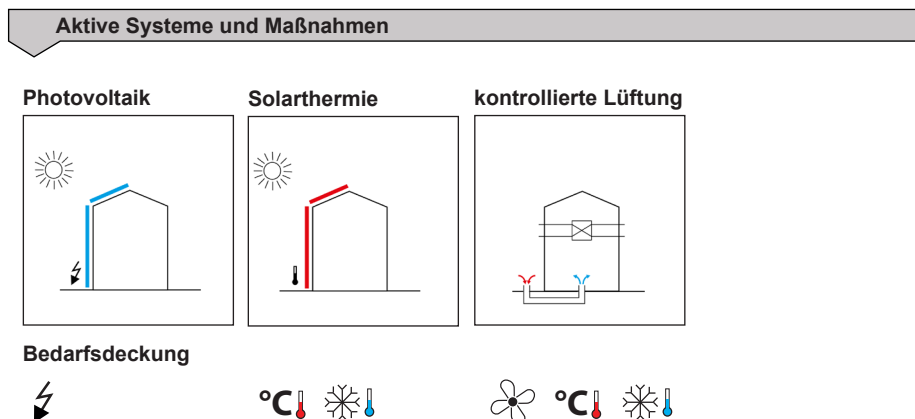 Aktive Systeme und Maßnahmen
Photovoltaik Solarthermie kontrollierte Lüftung
Bedarfsdeckung
°C °C